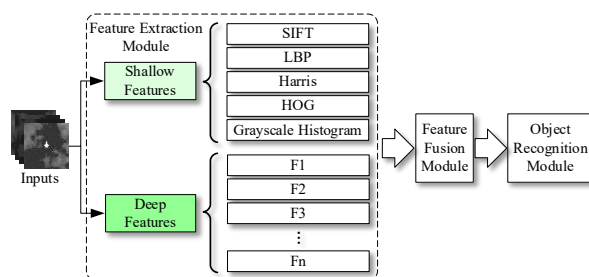 Feature Extraction
Module
Shallow
Features
SIFT
LBP
Harris
HOG
Grayscale Histogram
Inputs
Deep
Features
F1
F2
F3
⋮
Fn
Feature
Fusion
Module
Object
Recognition
Module